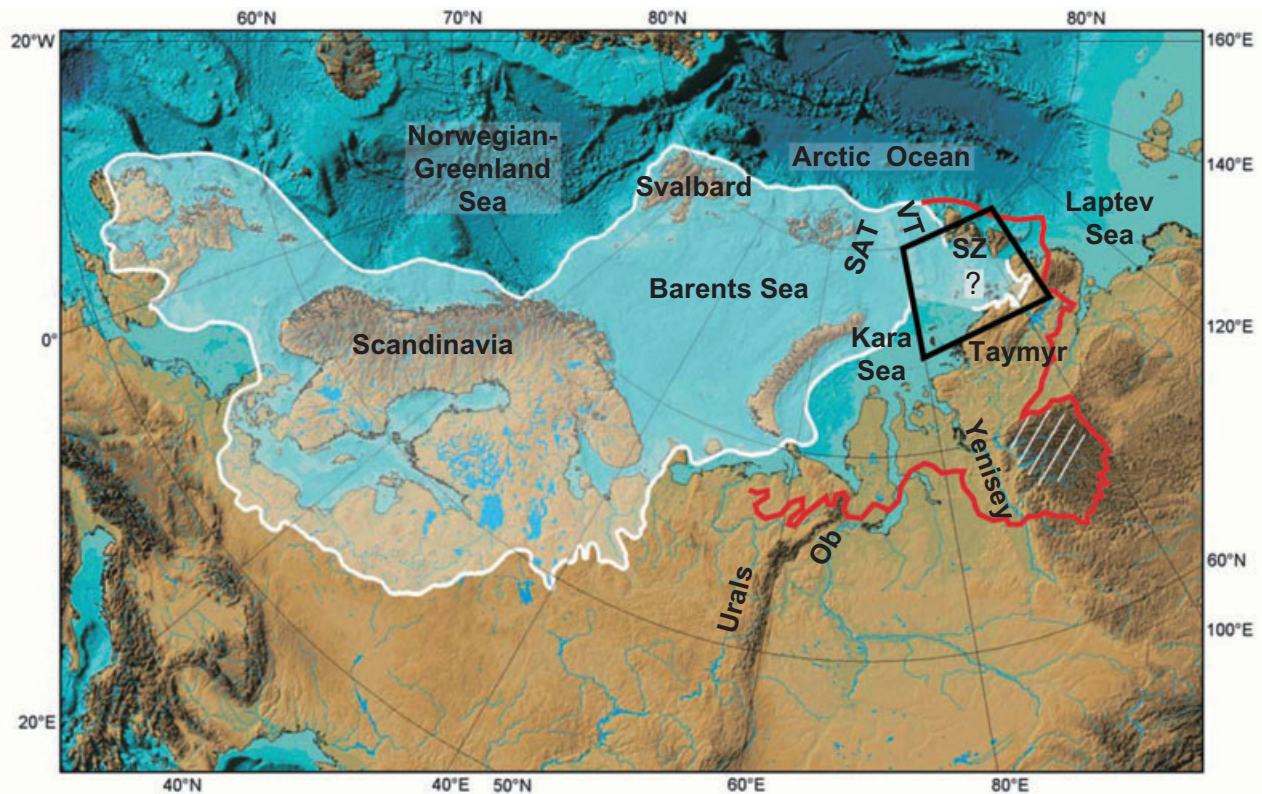 60°N
70°N
80°N
80°N
20°W
160°E
Norwegian-
Greenland
Sea
Arctic Ocean
140°E
Svalbard
Laptev
Sea
VT
SAT
SZ
?
Barents Sea
120°E
0°
Scandinavia
Kara
Sea
Taymyr
Yenisey
Ob
60°N
Urals
100°E
20°E
40°N
40°E
50°N
60°E
80°E